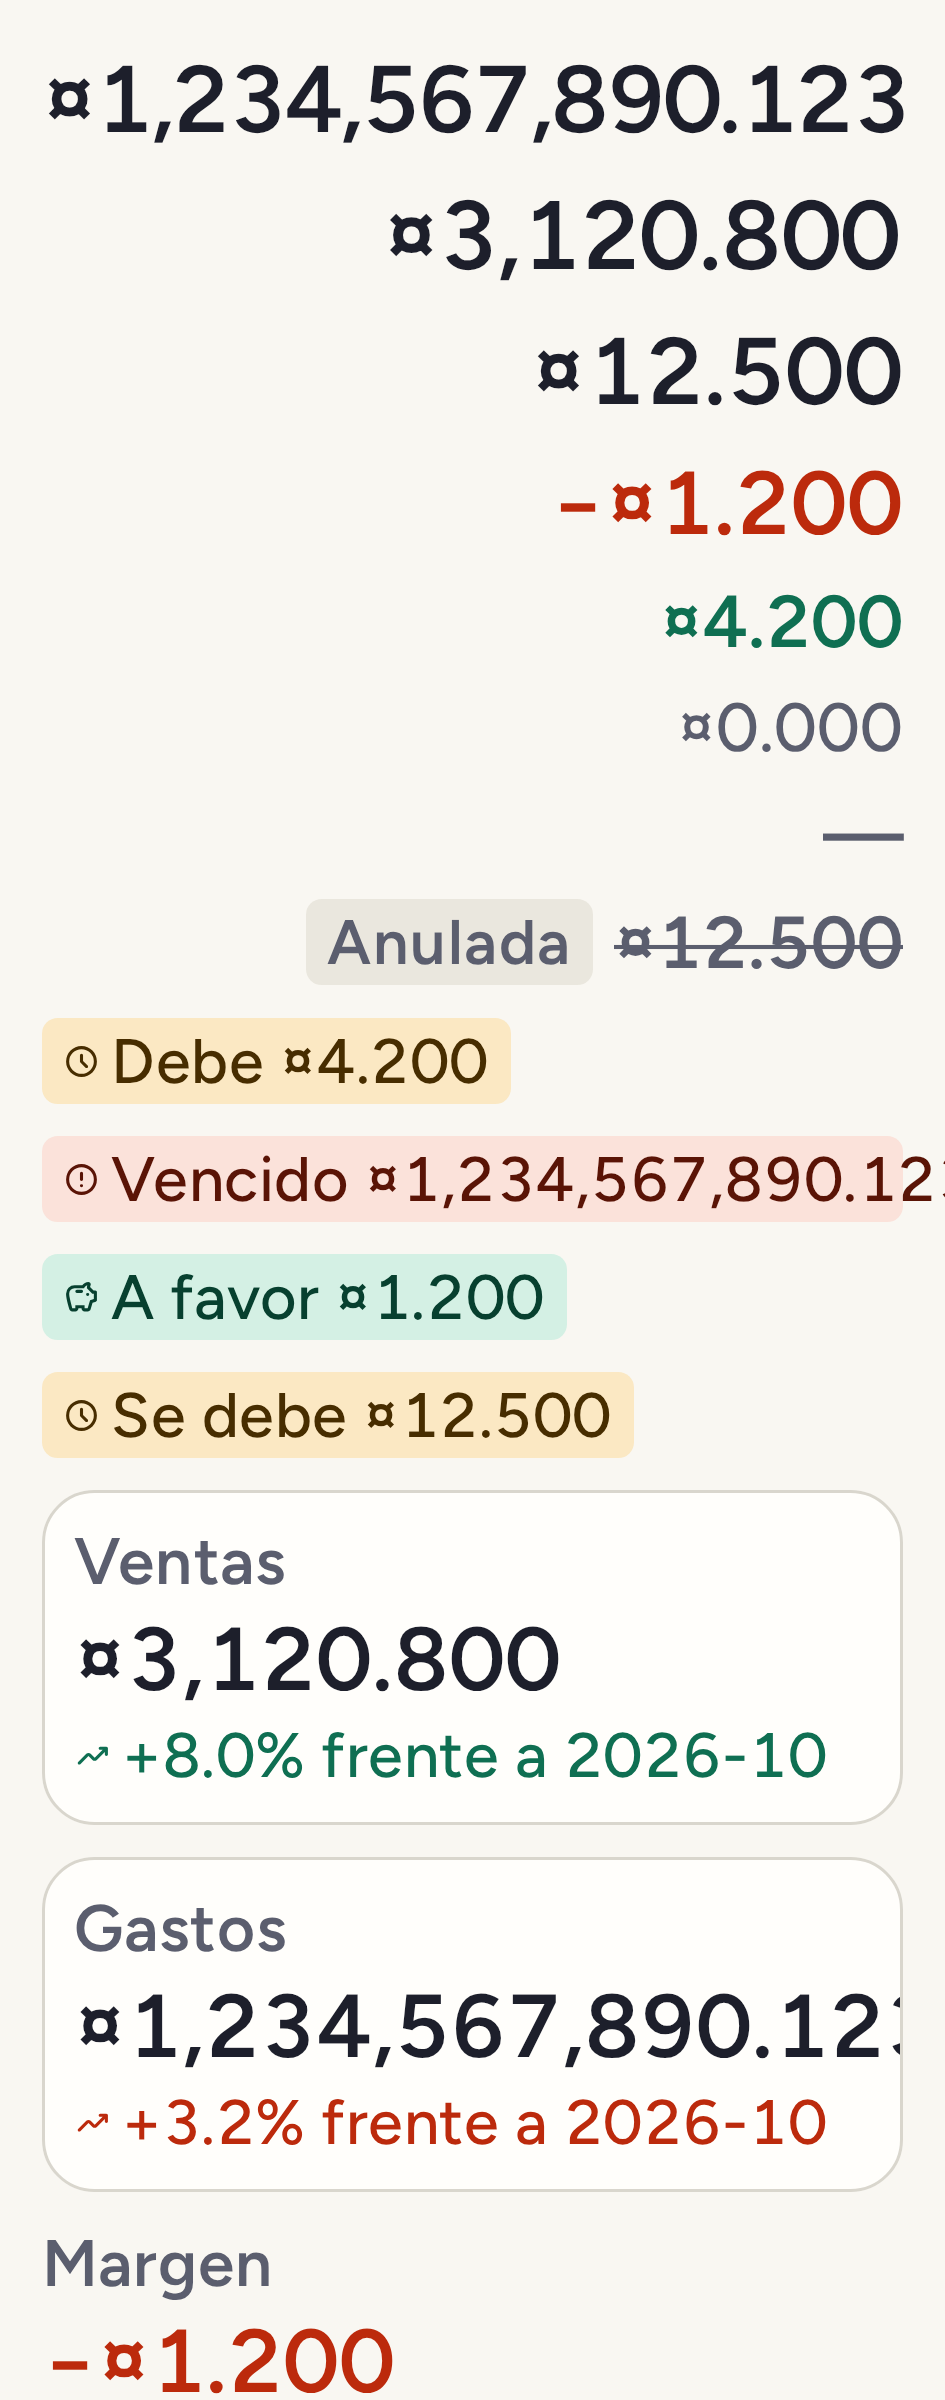 ¤1,234,567,890.123
¤3,120.800
¤12.500
−¤1.200
¤4.200
¤0.000
—
Anulada ¤12.500
Debe ¤4.200
Vencido ¤1,234,567,890.123
A favor ¤1.200
Se debe ¤12.500
Ventas
¤3,120.800
+8.0% frente a 2026-10
Gastos
¤1,234,567,890.123
+3.2% frente a 2026-10
Margen
−¤1.200